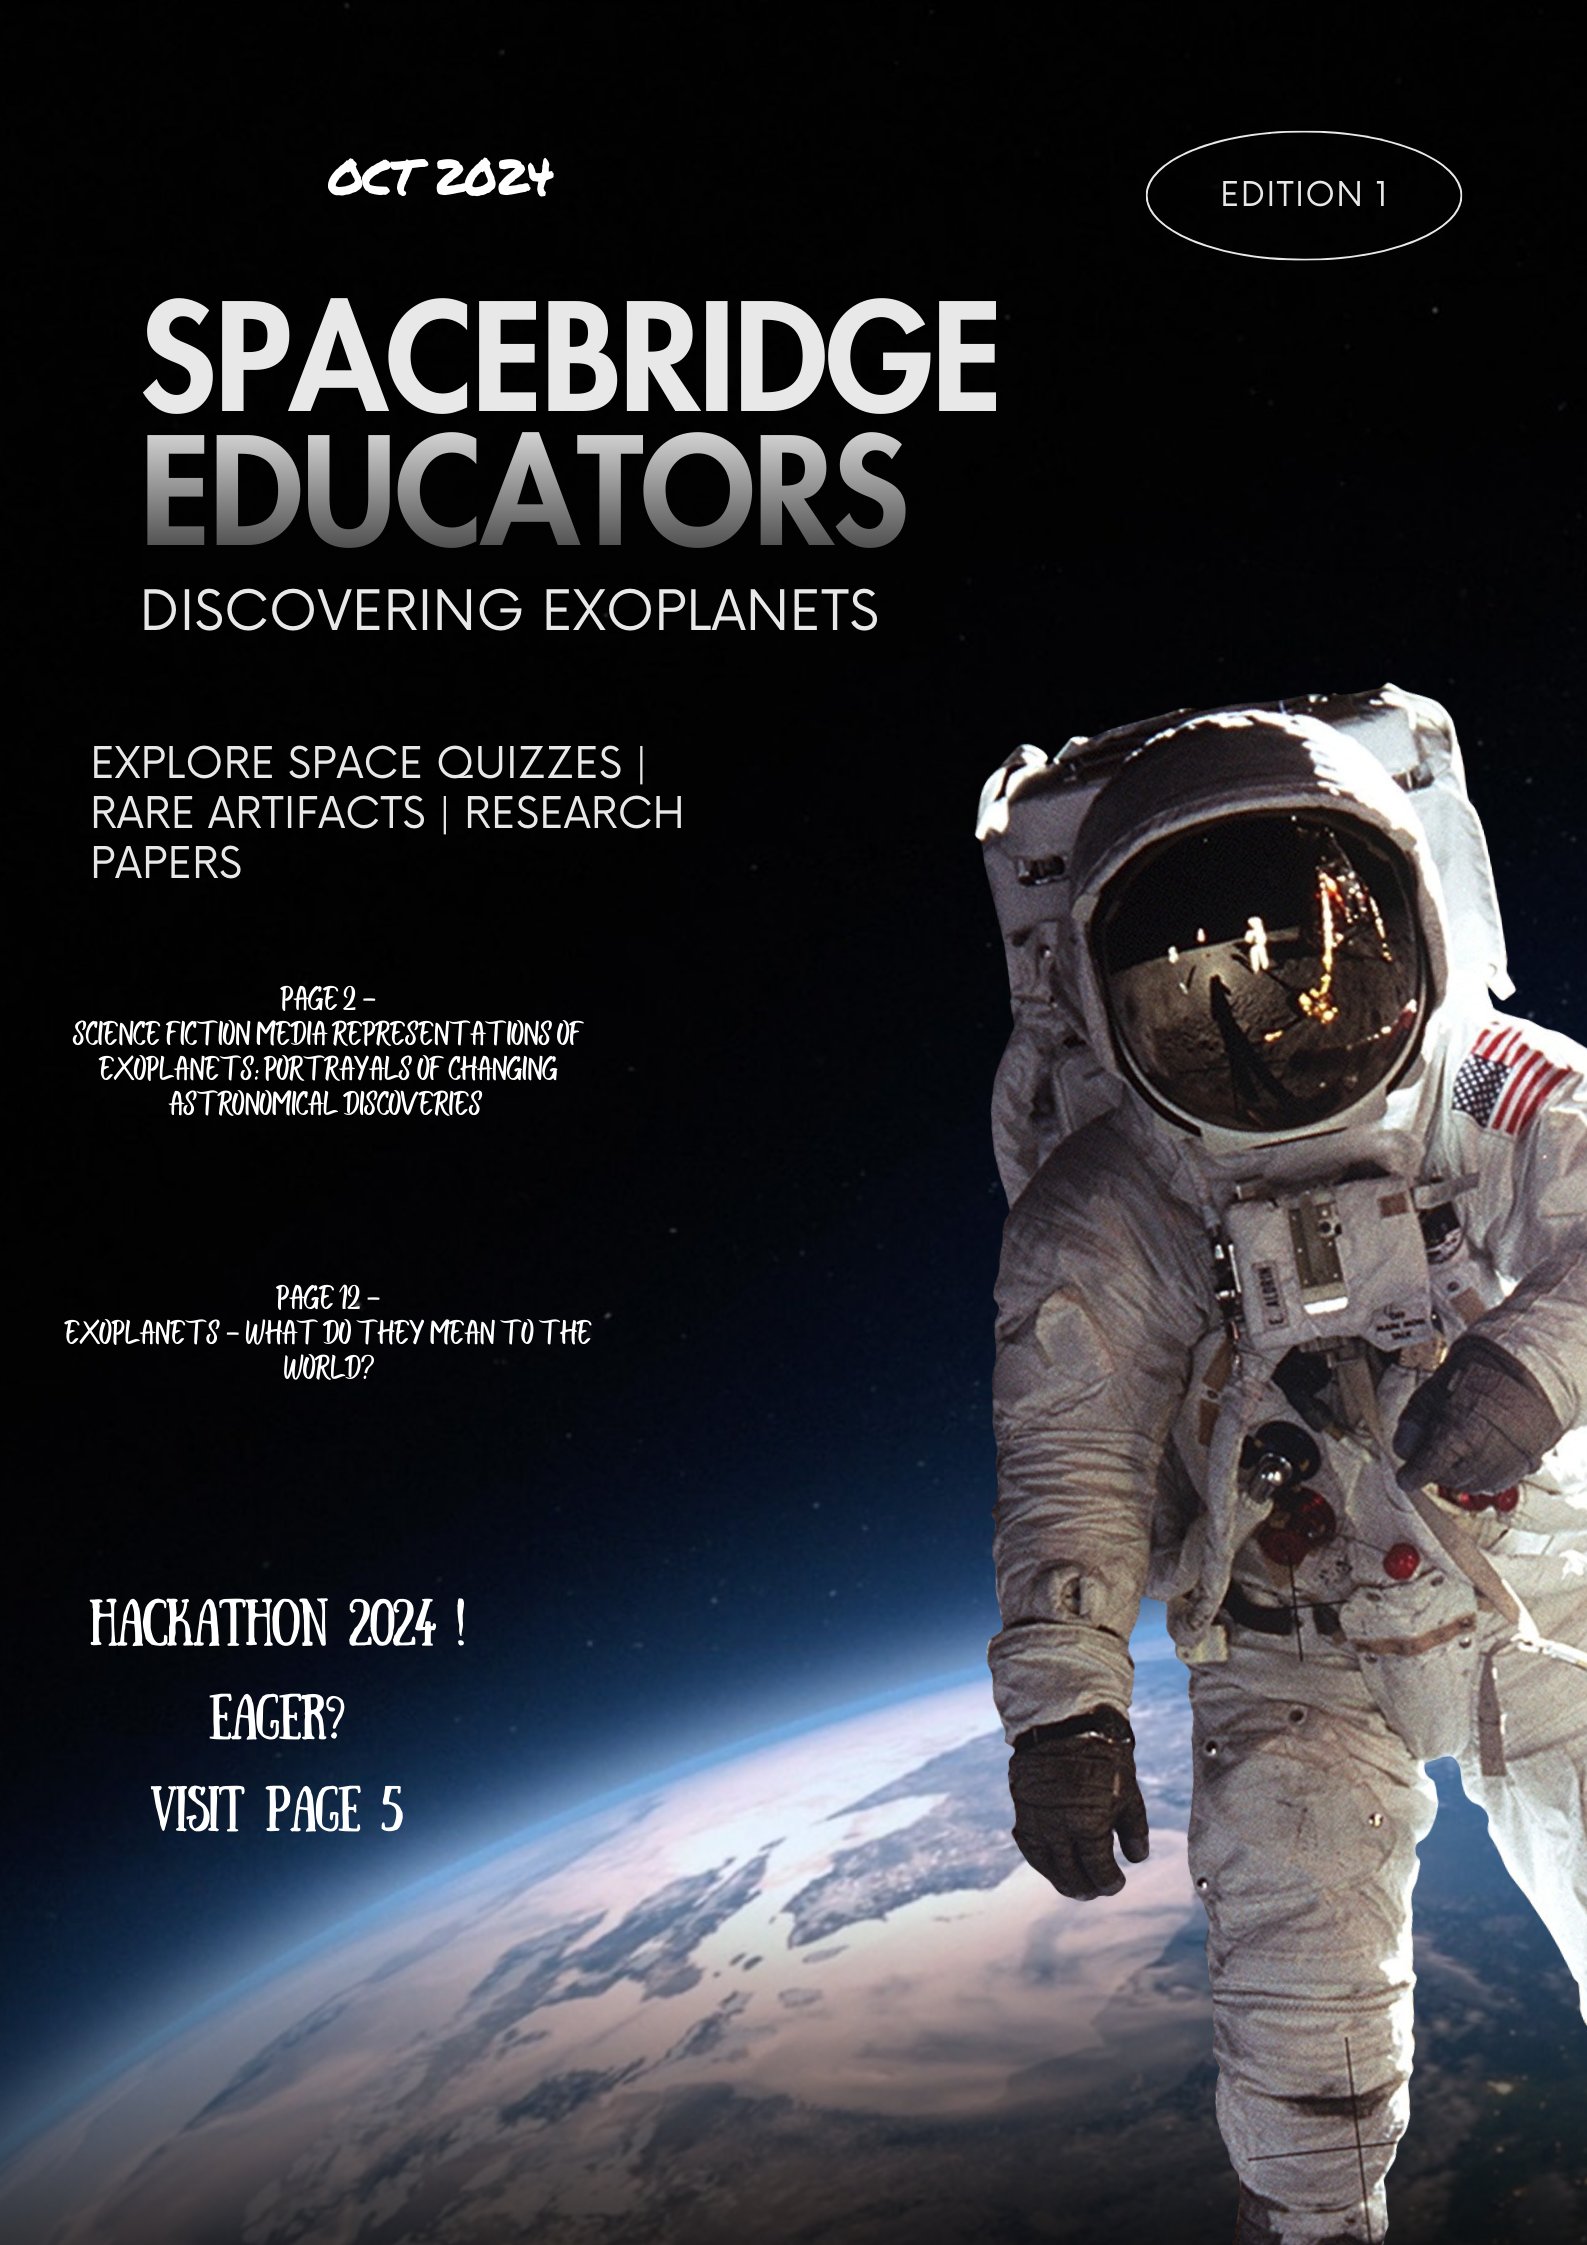 OCT 2024
EDITION 1
SPACEBRIDGE
EDUCATORS
DISCOVERING EXOPLANETS
EXPLORE SPACE QUIZZES |
RARE ARTIFACTS | RESEARCH
PAPERS
PAGE 2 -
SCIENCE FICTION MEDIA REPRESENTATIONS OF
EXOPLANETS: PORTRAYALS OF CHANGING
ASTRONOMICAL DISCOVERIES
PAGE 12 -
EXOPLANETS - WHAT DO THEY MEAN TO THE
WORLD?
HACKATHON 2024 !
EAGER?
VISIT PAGE 5
E. ALDRIN